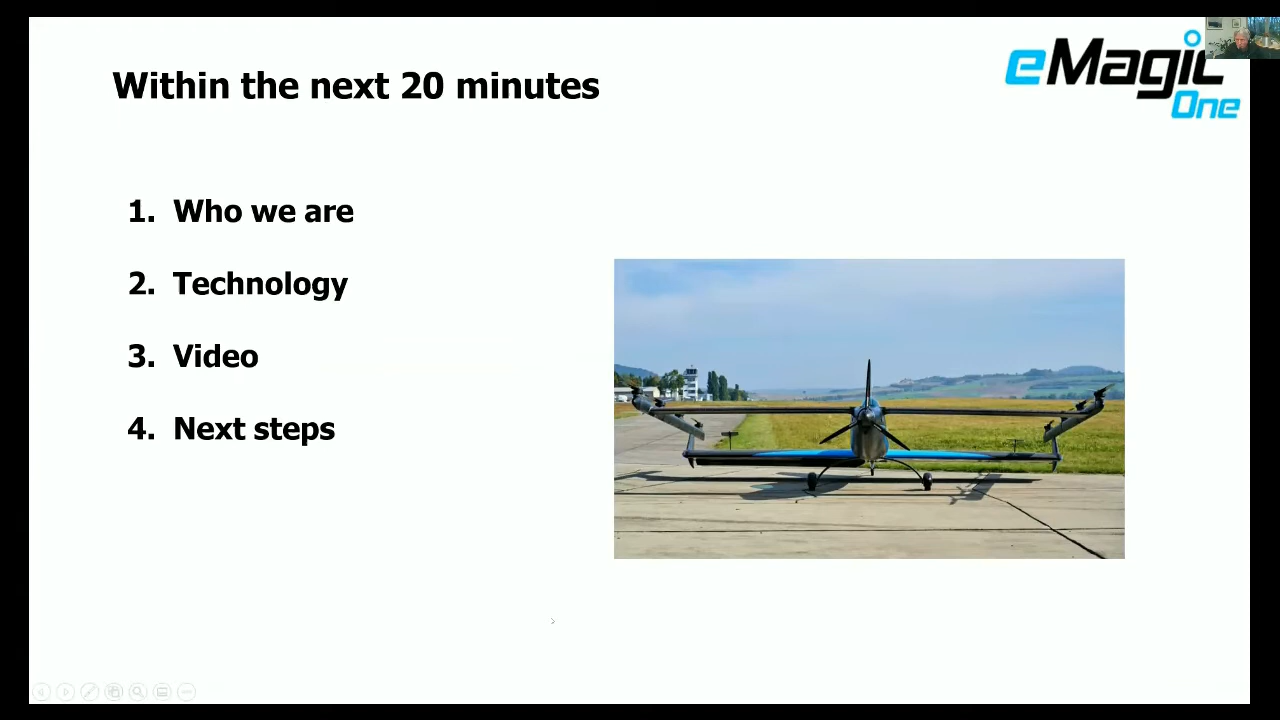 Within the next 20 minutes
eMagic
One
1. Who we are
2. Technology
3. Video
4. Next steps